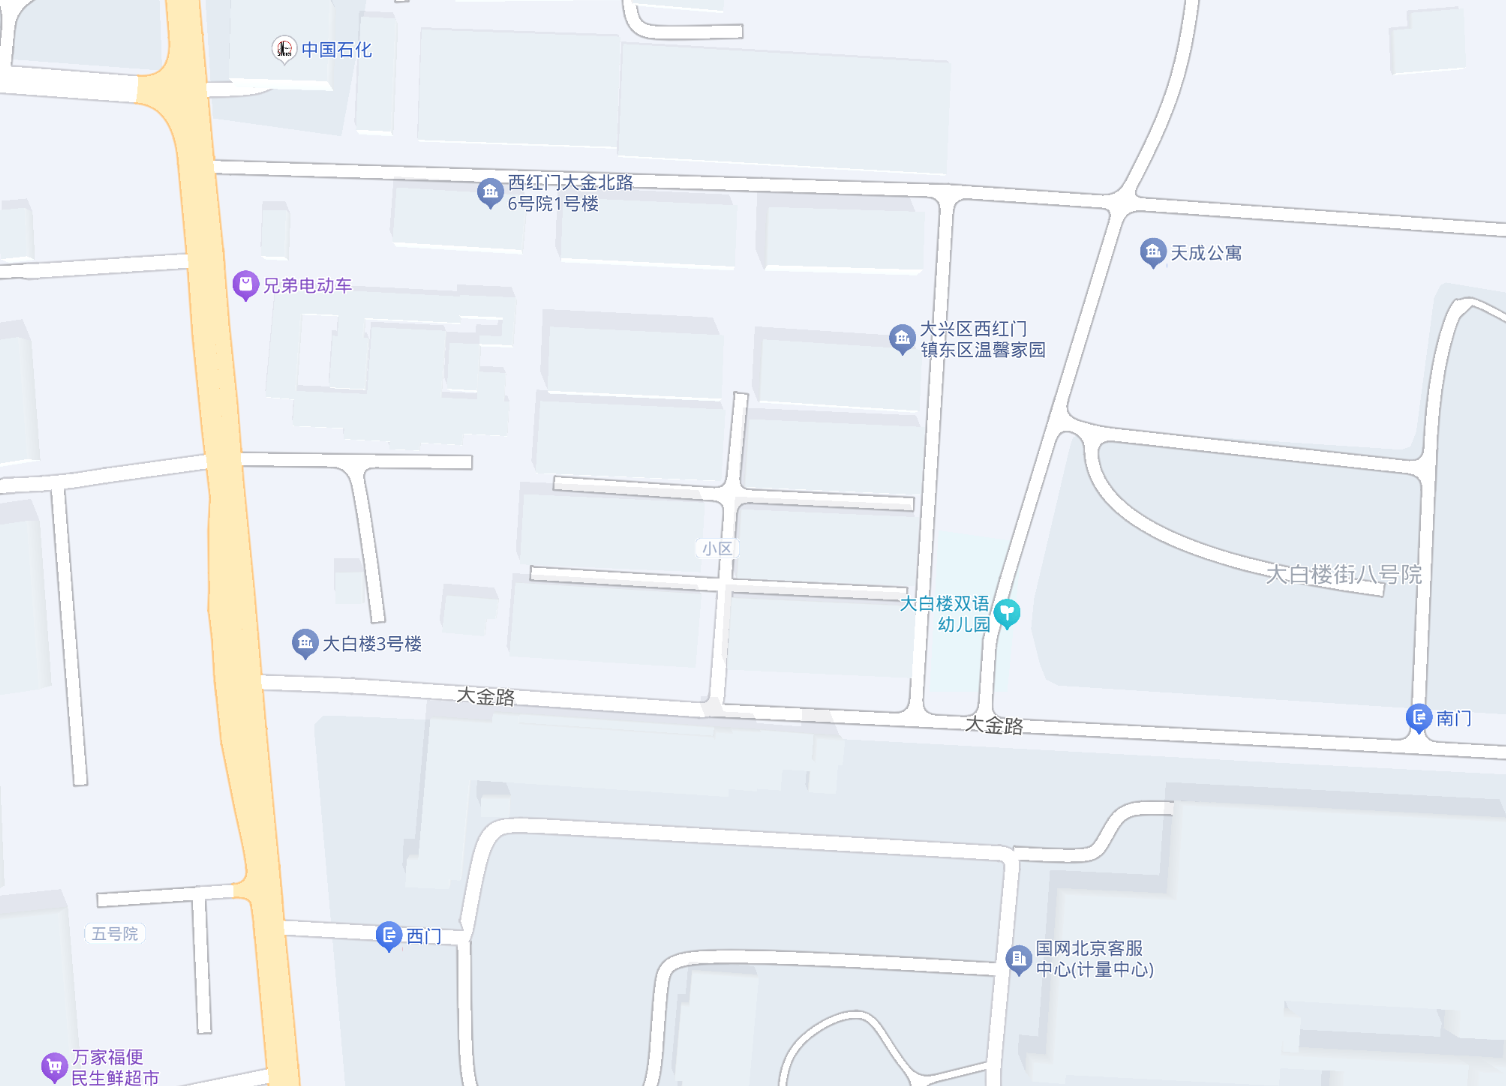 中国石化
西红门大金北路
6号院1号楼
天成公寓
兄弟电动车
大兴区西红门
镇东区温馨家园
小区
大白楼街八号院
大白楼双语
幼儿园
大白楼3号楼
大金路
大金路
南门
五号院
西门
国网北京客服
中心(计量中心)
万家福便
民生鲜超市